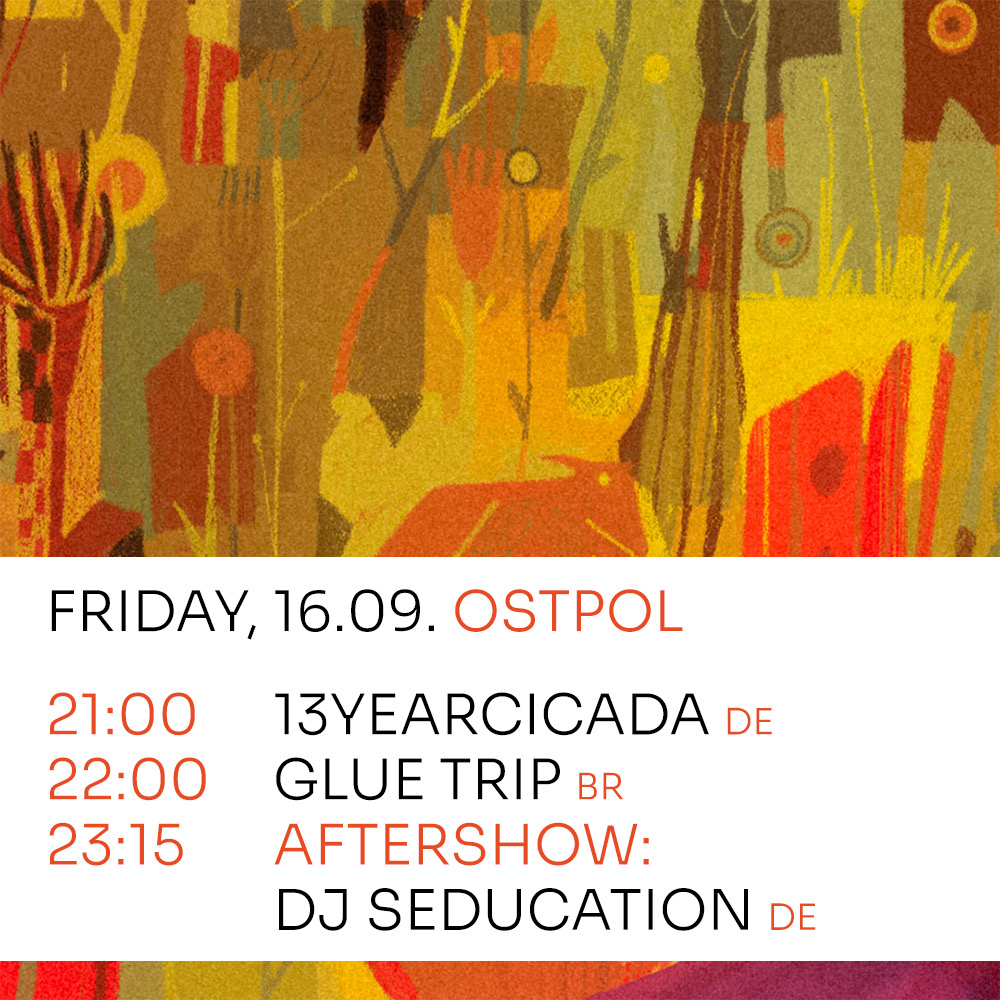 FRIDAY, 16.09. OSTPOL
21:00 13YEARCICADA DE
22:00 GLUE TRIP BR
23:15 AFTERSHOW:
DJ SEDUCATION DE